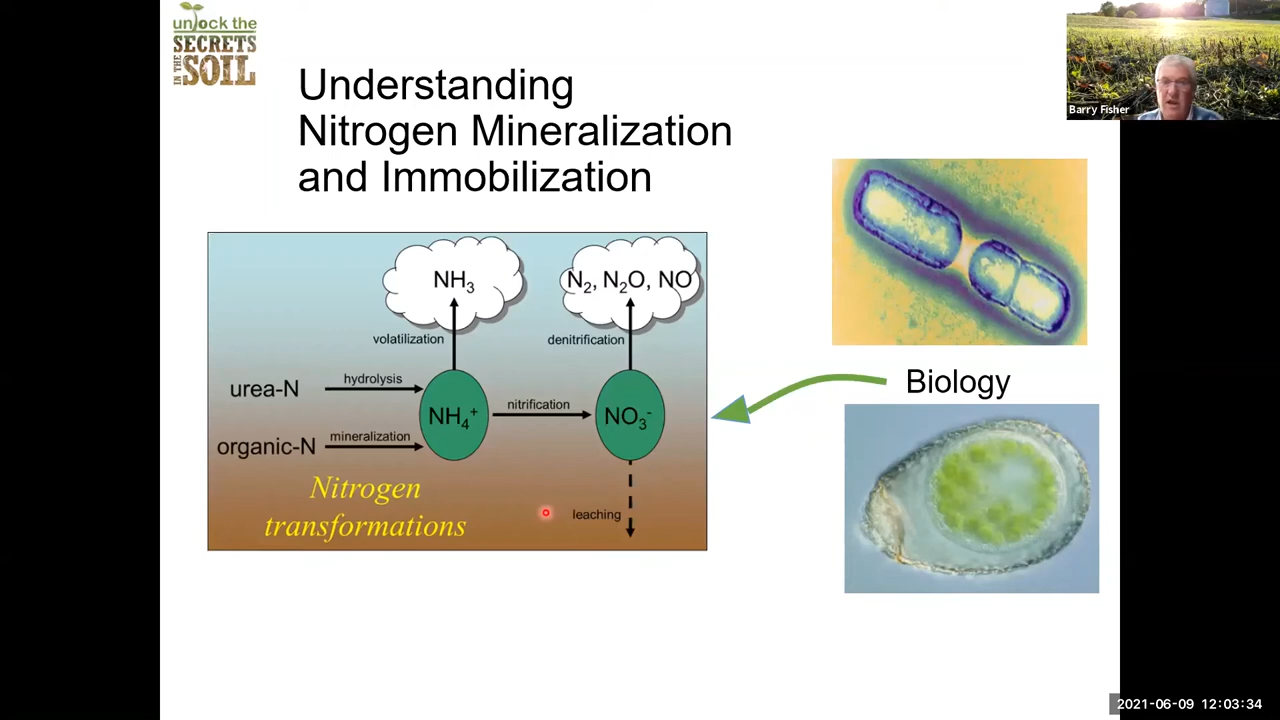 unlock the
SECRETS
IN THE
SOIL
Barry Fisher
Understanding
Nitrogen Mineralization
and Immobilization
NH3
N2, N2O, NO
volatilization
denitrification
urea-N
hydrolysis
NH4+
nitrification
NO3-
organic-N
mineralization
Nitrogen
transformations
leaching
Biology
2021-06-09 12:03:34